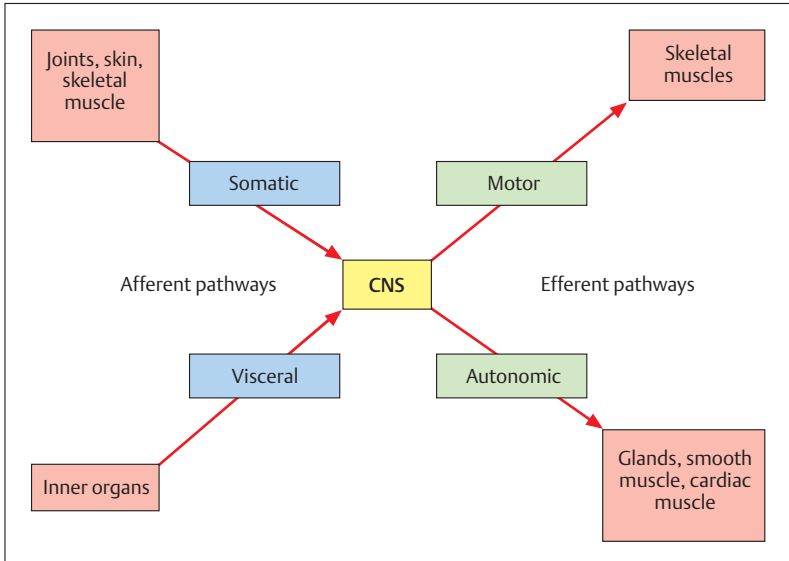 Joints, skin,
skeletal
muscle
Skeletal
muscles
Somatic
Motor
Afferent pathways
CNS
Efferent pathways
Visceral
Autonomic
Inner organs
Glands, smooth
muscle, cardiac
muscle